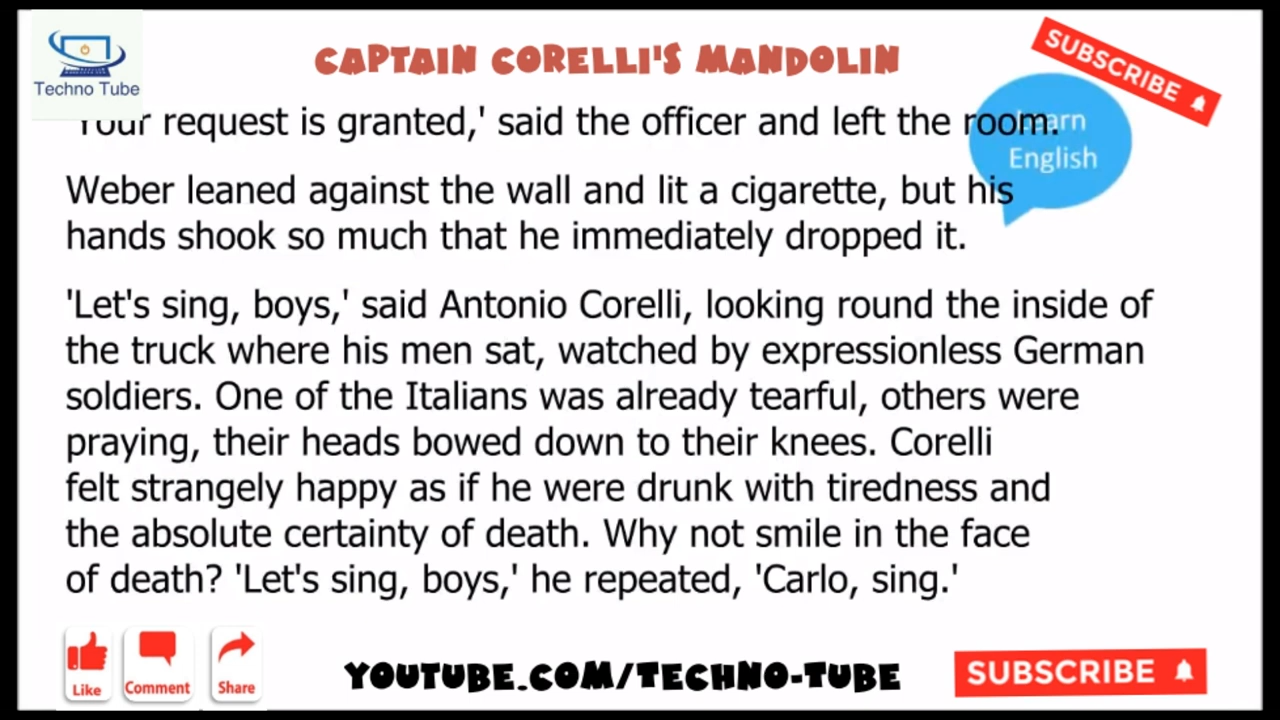 CAPTAIN CORELLI'S MANDOLIN
SUBSCRIBE
Techno Tube
Learn
English
'Your request is granted,' said the officer and left the room.
Weber leaned against the wall and lit a cigarette, but his
hands shook so much that he immediately dropped it.
'Let's sing, boys,' said Antonio Corelli, looking round the inside of
the truck where his men sat, watched by expressionless German
soldiers. One of the Italians was already tearful, others were
praying, their heads bowed down to their knees. Corelli
felt strangely happy as if he were drunk with tiredness and
the absolute certainty of death. Why not smile in the face
of death? 'Let's sing, boys,' he repeated, 'Carlo, sing.'
Like
Comment
Share
YOUTUBE.COM/TECHNO-TUBE
SUBSCRIBE